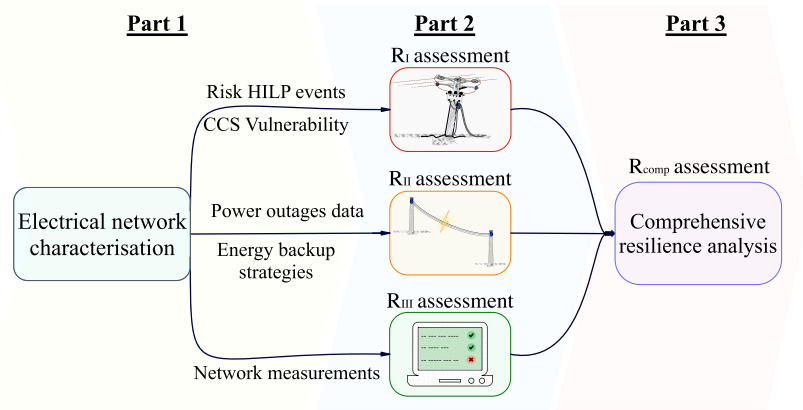 Part 1
Part 2
Part 3
Risk HILP events
CCS Vulnerability
Electrical network
characterisation
Power outages data
Energy backup
strategies
Network measurements
RI assessment
RII assessment
RIII assessment
Rcomp assessment
Comprehensive
resilience analysis